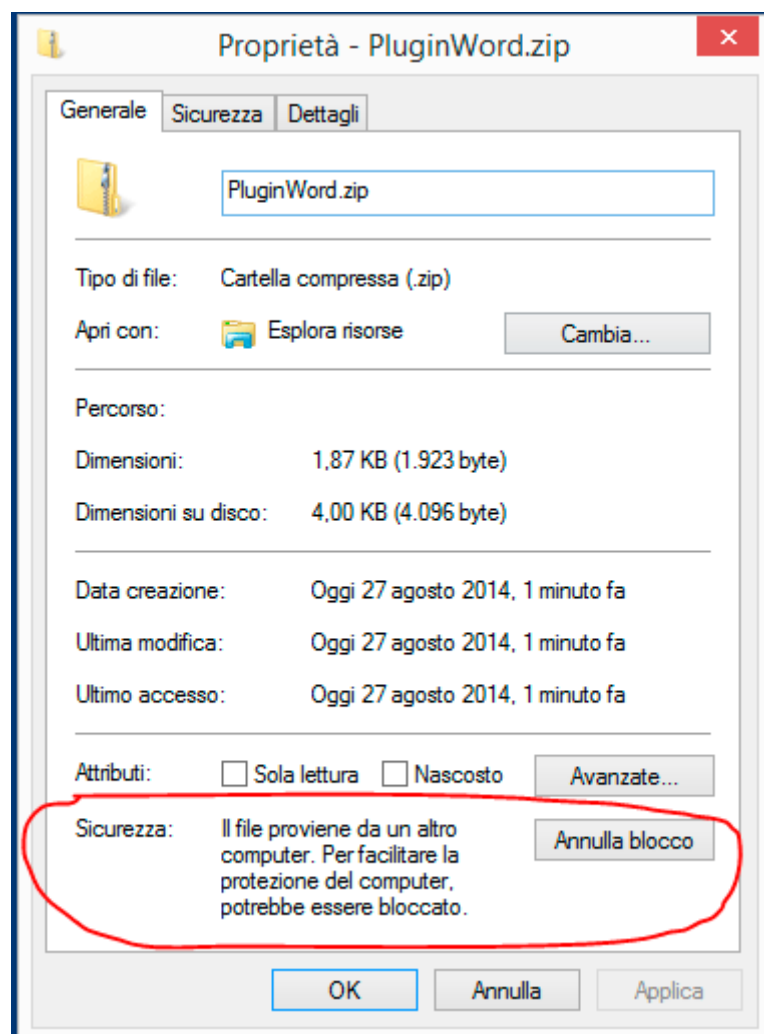 Proprietà - PluginWord.zip
Generale Sicurezza Dettagli
PluginWord.zip
Tipo di file: Cartella compressa (.zip)
Apri con: Esplora risorse Cambia...
Percorso:
Dimensioni: 1,87 KB (1.923 byte)
Dimensioni su disco: 4,00 KB (4.096 byte)
Data creazione: Oggi 27 agosto 2014, 1 minuto fa
Ultima modifica: Oggi 27 agosto 2014, 1 minuto fa
Ultimo accesso: Oggi 27 agosto 2014, 1 minuto fa
Attributi: Sola lettura Nascosto Avanzate...
Sicurezza: Il file proviene da un altro Annulla blocco
computer. Per facilitare la
protezione del computer,
potrebbe essere bloccato.
OK Annulla Applica